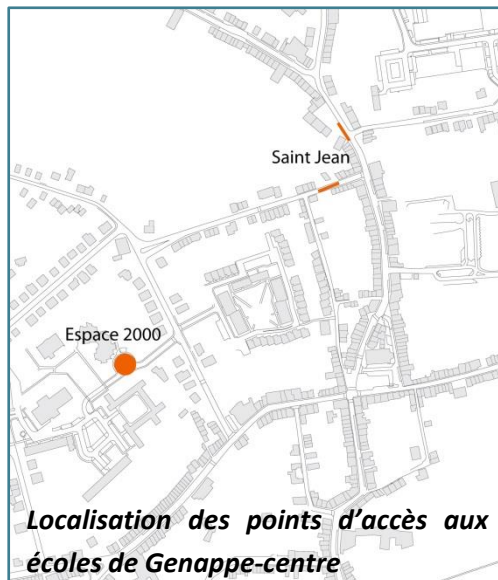 Saint Jean
Espace 2000
Localisation des points d’accès aux
écoles de Genappe-centre